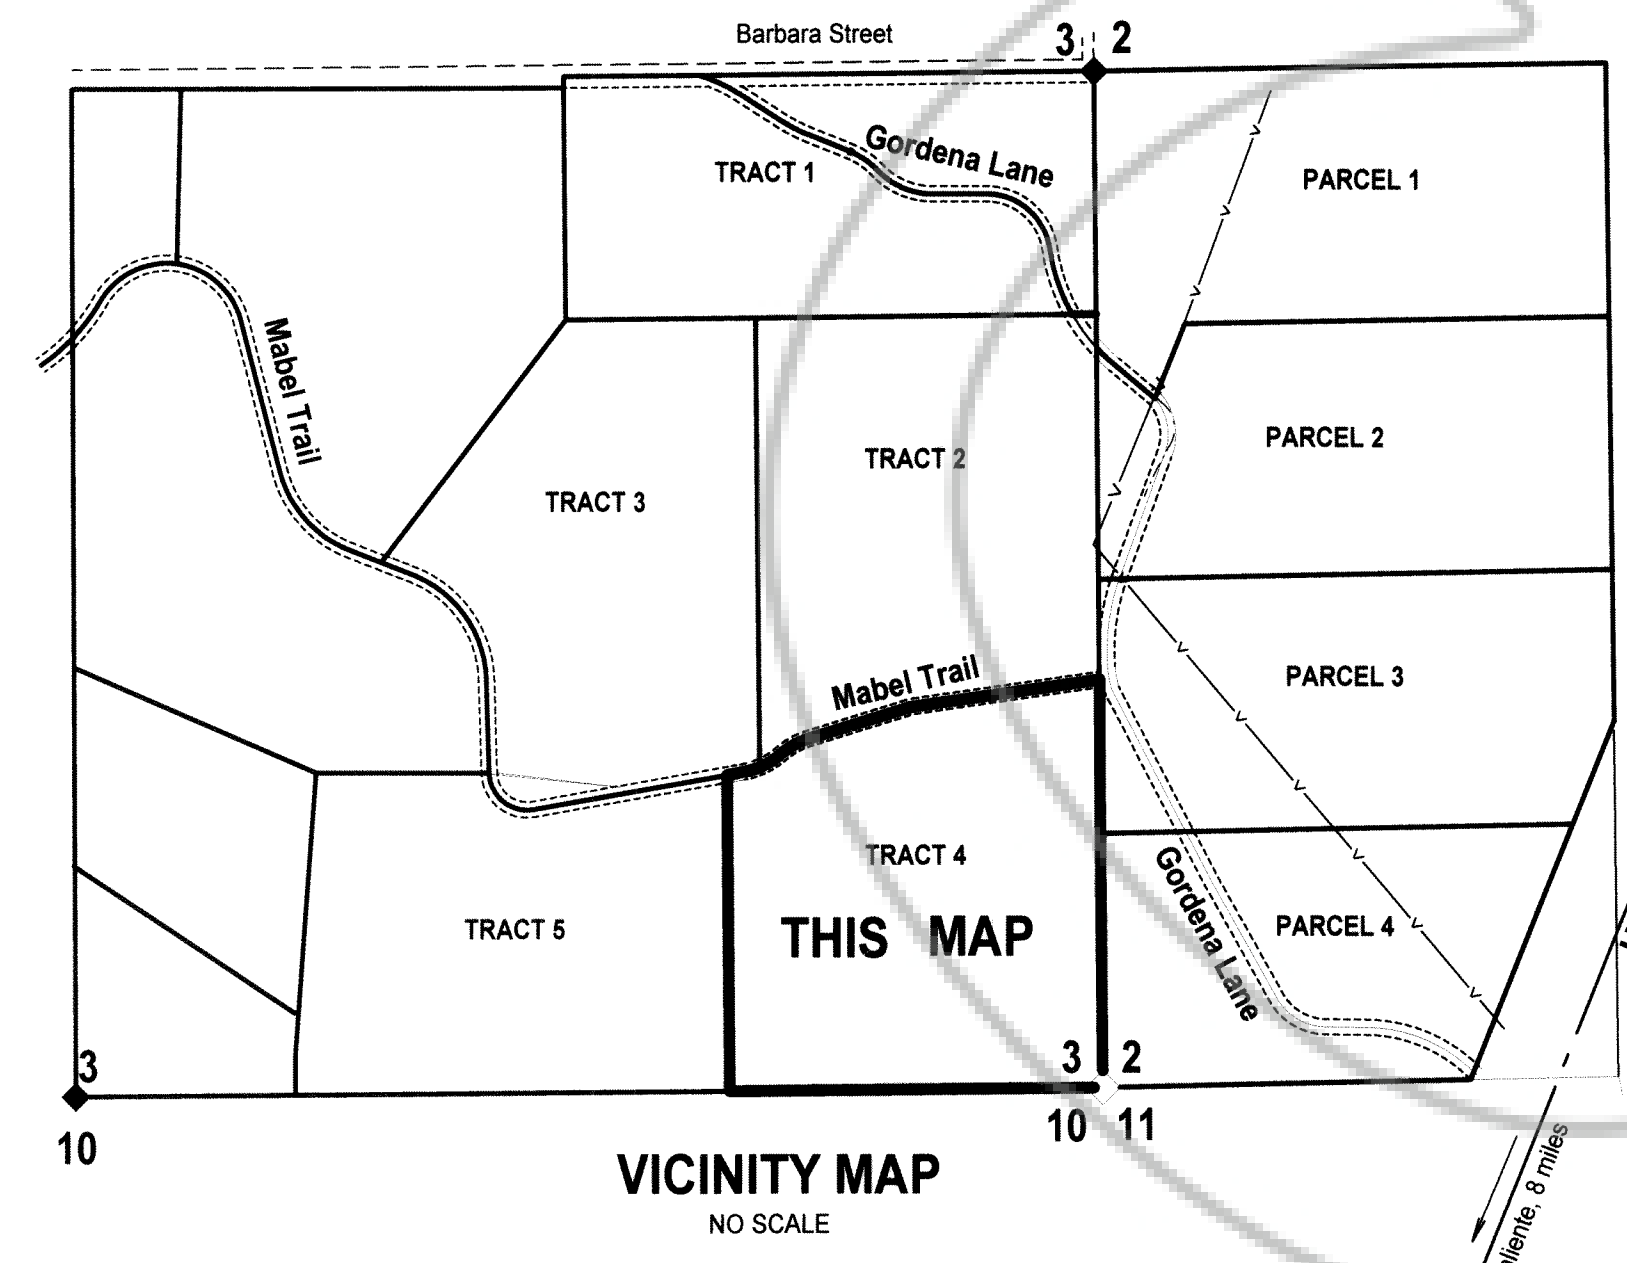 Barbara Street
3 2
Gordena Lane
TRACT 1
PARCEL 1
Mabel Trail
PARCEL 2
TRACT 2
TRACT 3
Mabel Trail
PARCEL 3
TRACT 4
Gordena Lane
PARCEL 4
TRACT 5
THIS MAP
3
3 2
10
10 11
VICINITY MAP
NO SCALE
8 miles